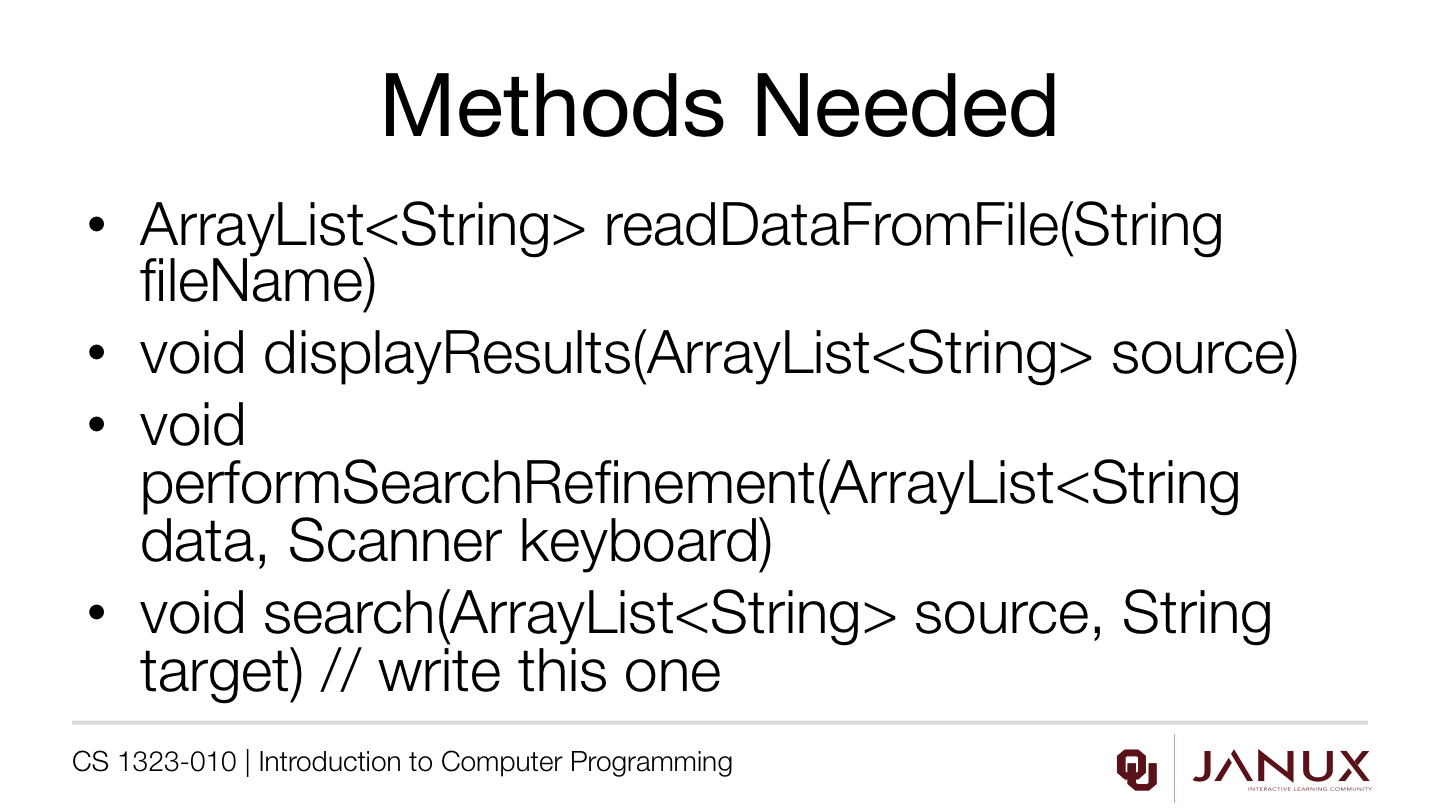 Methods Needed
• ArrayList<String> readDataFromFile(String
fileName)
• void displayResults(ArrayList<String> source)
• void
performSearchRefinement(ArrayList<String
data, Scanner keyboard)
• void search(ArrayList<String> source, String
target) // write this one
CS 1323-010 | Introduction to Computer Programming
OU
JANUX
INTERACTIVE LEARNING COMMUNITY